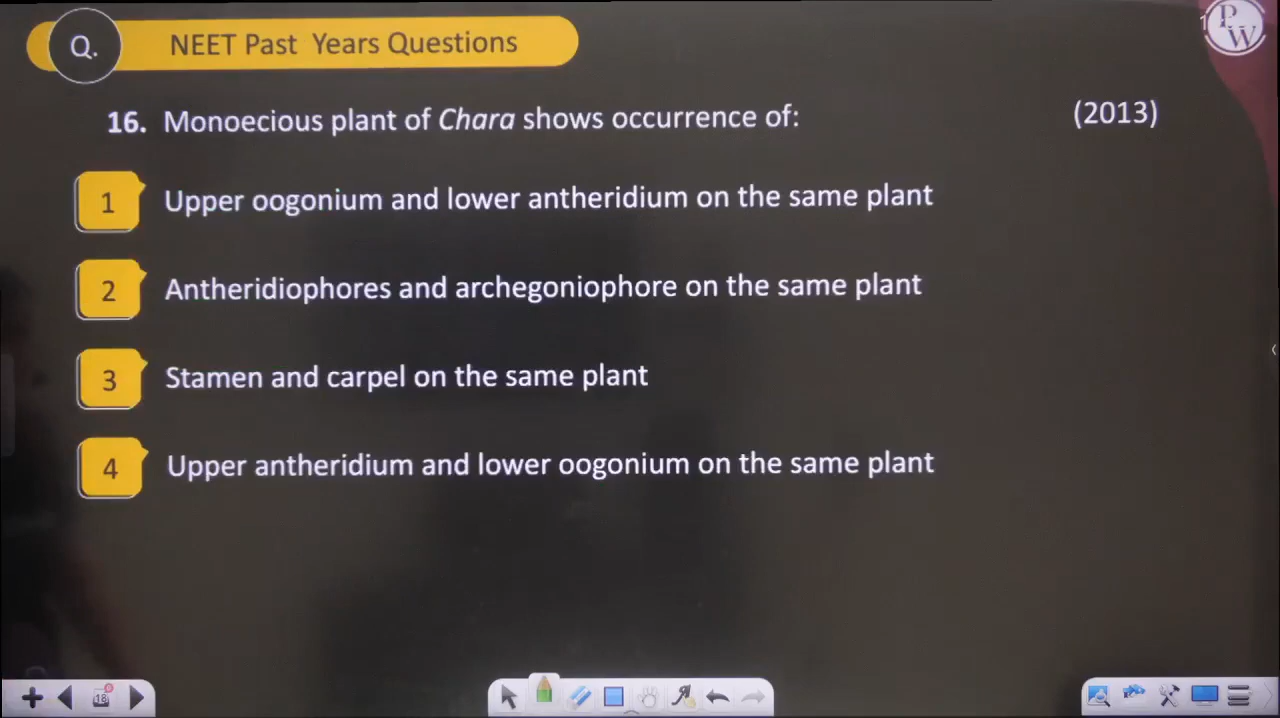 Q.
NEET Past Years Questions
PW
16. Monoecious plant of Chara shows occurrence of: (2013)
1 Upper oogonium and lower antheridium on the same plant
2 Antheridiophores and archegoniophore on the same plant
3 Stamen and carpel on the same plant
4 Upper antheridium and lower oogonium on the same plant
18